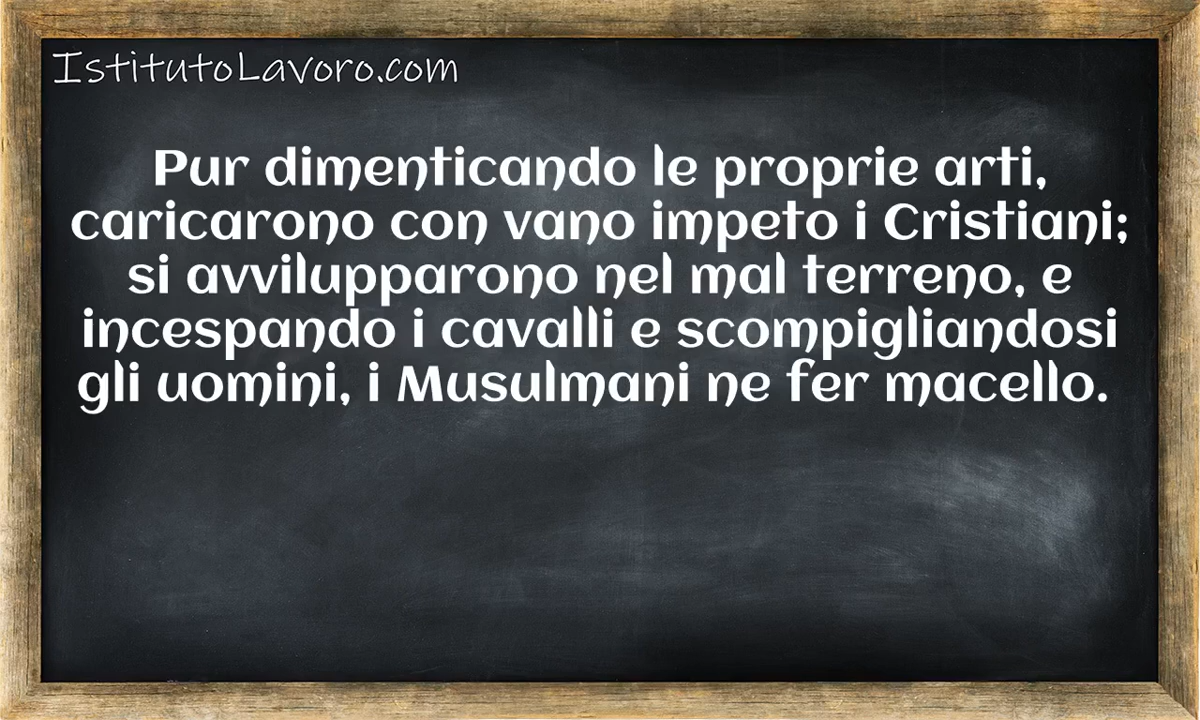 IstitutoLavoro.com
Pur dimenticando le proprie arti,
caricarono con vano impeto i Cristiani;
si avvilupparono nel mal terreno, e
incespando i cavalli e scompigliandosi
gli uomini, i Musulmani ne fer macello.